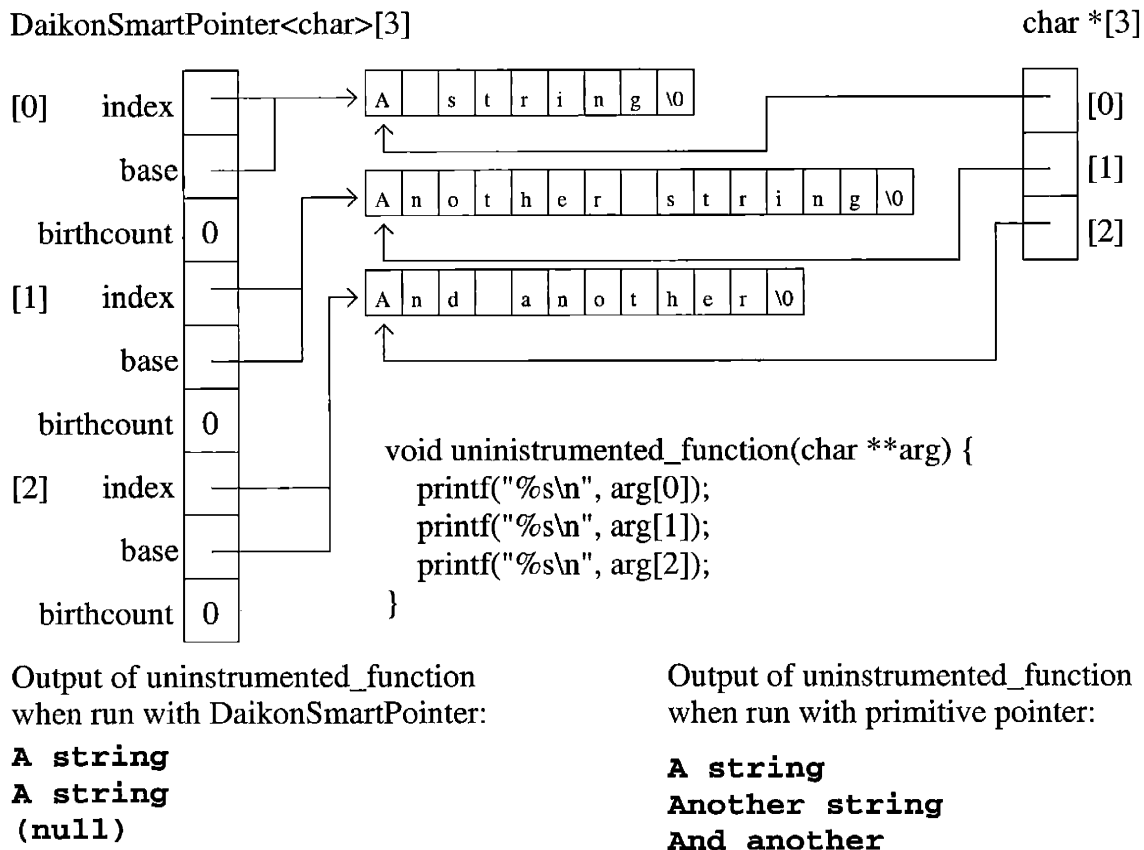 DaikonSmartPointer<char>[3]
char *[3]
[0] index
base
birthcount 0
[1] index
base
birthcount 0
[2] index
base
birthcount 0
A s t r i n g \0
A n o t h e r s t r i n g \0
A n d a n o t h e r \0
[0]
[1]
[2]
void uninistrumented_function(char **arg) {
printf("%s\n", arg[0]);
printf("%s\n", arg[1]);
printf("%s\n", arg[2]);
}
Output of uninstrumented_function
when run with DaikonSmartPointer:
A string
A string
(null)
Output of uninstrumented_function
when run with primitive pointer:
A string
Another string
And another